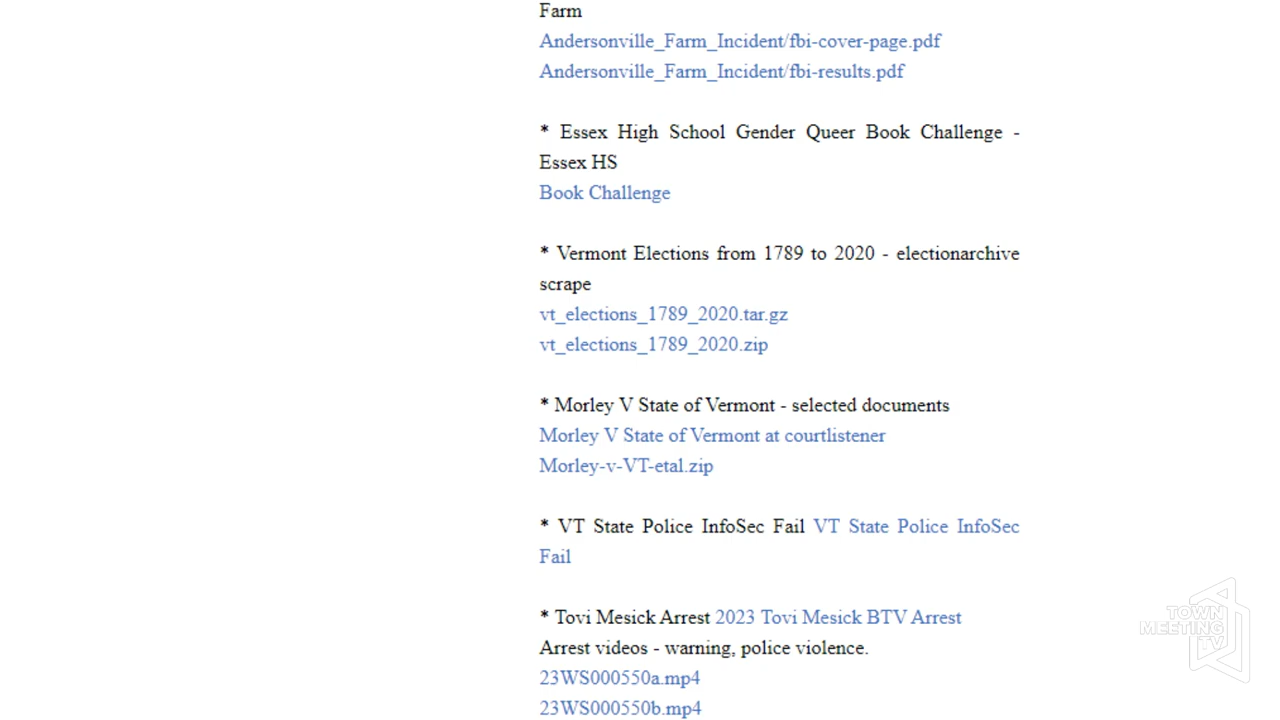 Farm
Andersonville_Farm_Incident/fbi-cover-page.pdf
Andersonville_Farm_Incident/fbi-results.pdf
* Essex High School Gender Queer Book Challenge -
Essex HS
Book Challenge
* Vermont Elections from 1789 to 2020 - electionarchive
scrape
vt_elections_1789_2020.tar.gz
vt_elections_1789_2020.zip
* Morley V State of Vermont - selected documents
Morley V State of Vermont at courtlistener
Morley-v-VT-etal.zip
* VT State Police InfoSec Fail VT State Police InfoSec
Fail
* Tovi Mesick Arrest 2023 Tovi Mesick BTV Arrest
Arrest videos - warning, police violence.
23WS000550a.mp4
23WS000550b.mp4
TOWN
MEETING
TV